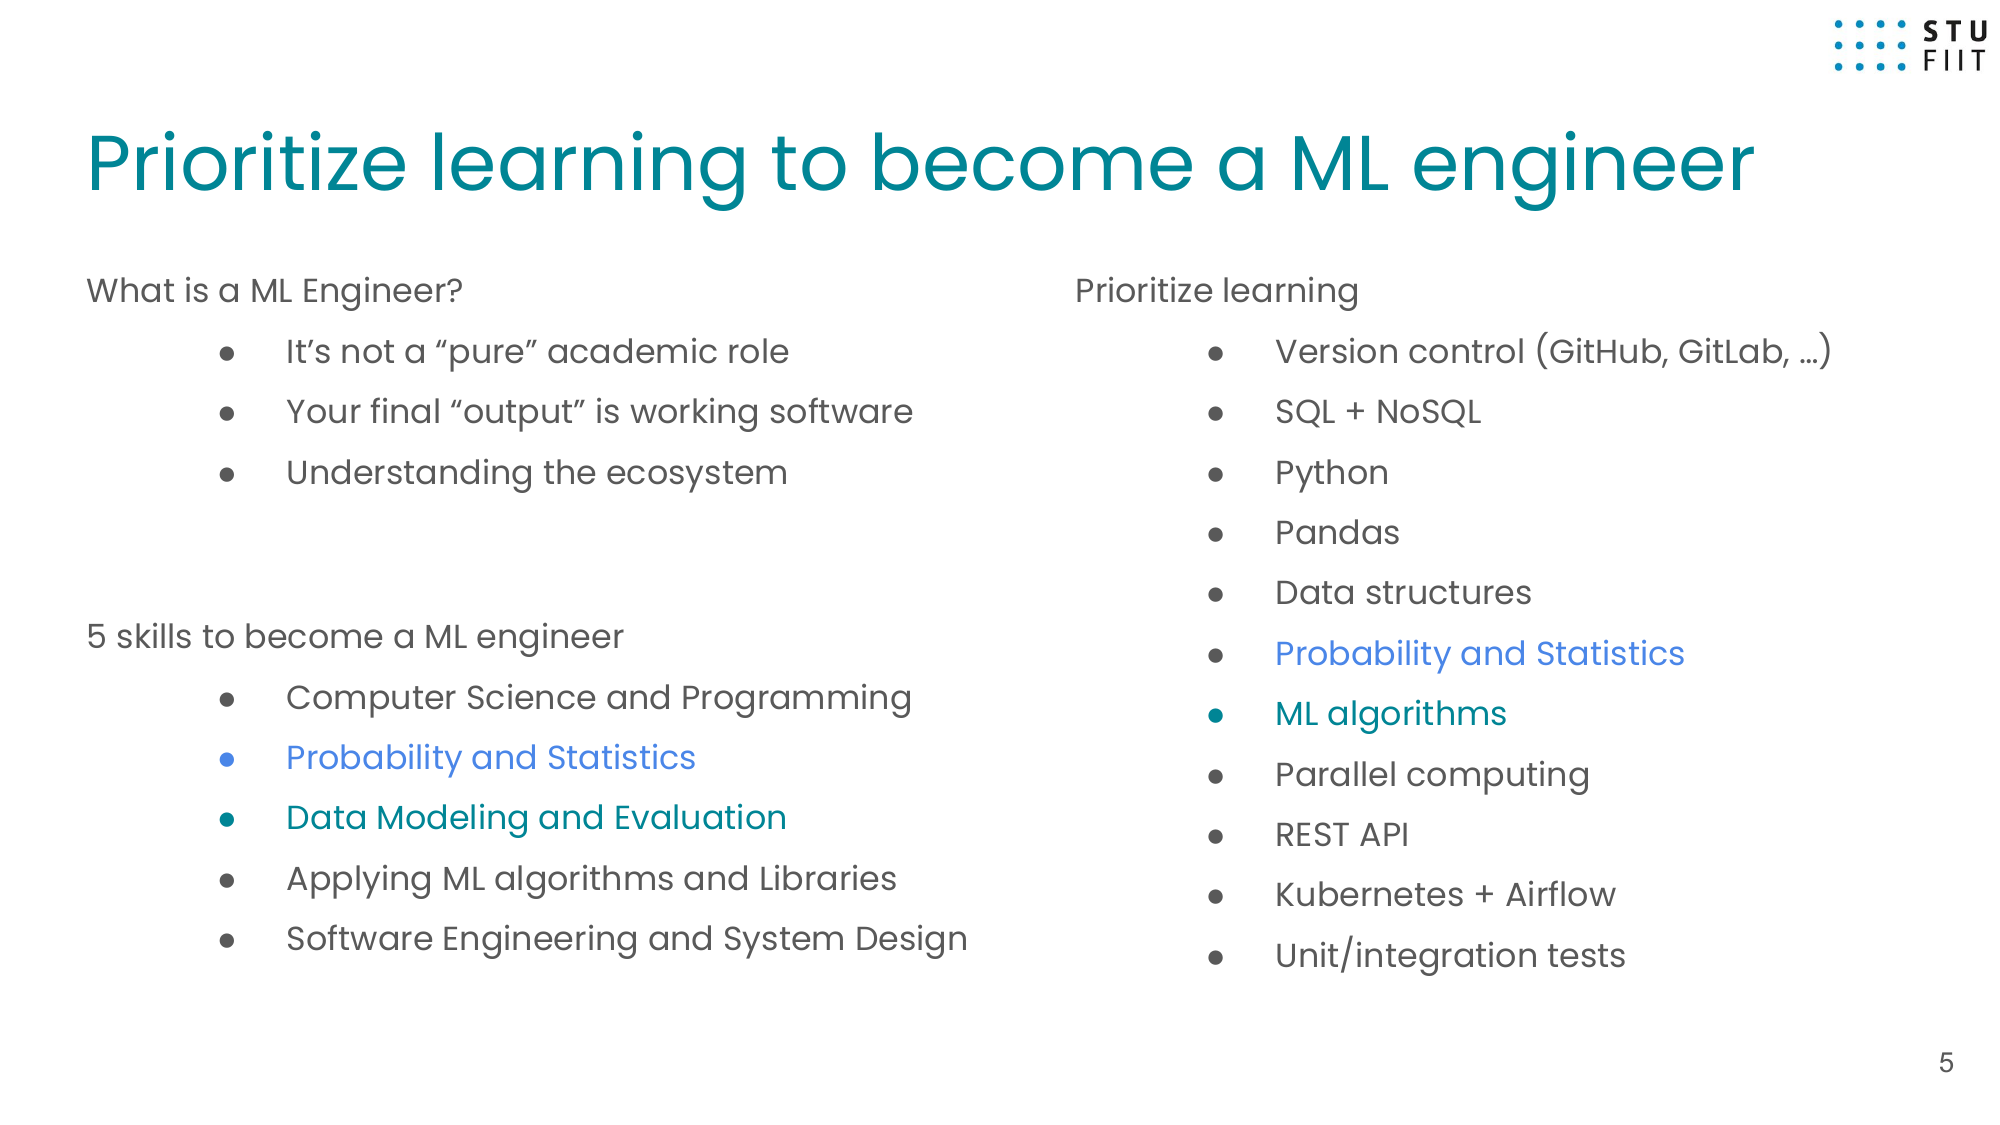 STU
FIIT
Prioritize learning to become a ML engineer
What is a ML Engineer?
● It’s not a “pure” academic role
● Your final “output” is working software
● Understanding the ecosystem
5 skills to become a ML engineer
● Computer Science and Programming
● Probability and Statistics
● Data Modeling and Evaluation
● Applying ML algorithms and Libraries
● Software Engineering and System Design
Prioritize learning
● Version control (GitHub, GitLab, …)
● SQL + NoSQL
● Python
● Pandas
● Data structures
● Probability and Statistics
● ML algorithms
● Parallel computing
● REST API
● Kubernetes + Airflow
● Unit/integration tests
5